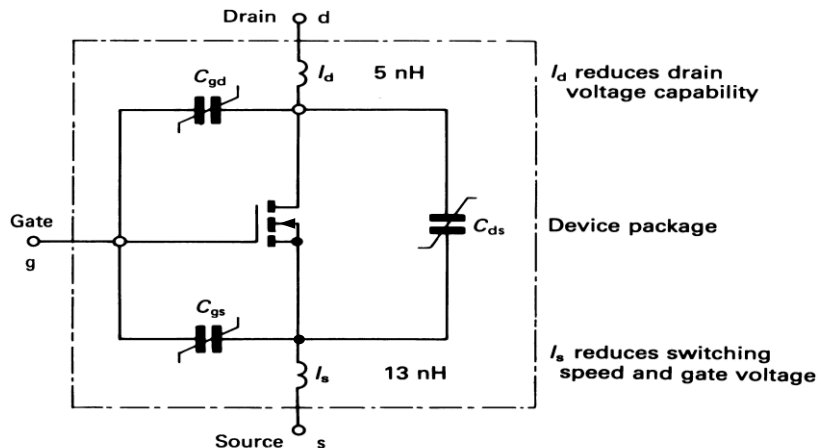 Drain d
C_gd
l_d 5 nH
l_d reduces drain
voltage capability
Gate
g
C_ds
Device package
C_gs
l_s 13 nH
l_s reduces switching
speed and gate voltage
Source s